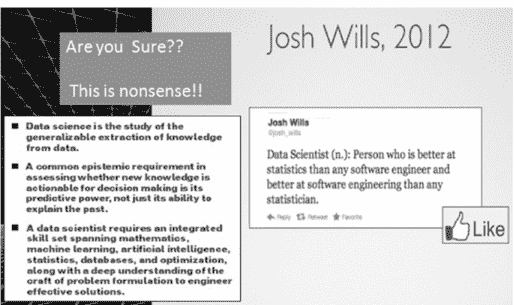 Are you Sure??
This is nonsense!!
Josh Wills, 2012
■ Data science is the study of the
generalizable extraction of knowledge
from data.
■ A common epistemic requirement in
assessing whether new knowledge is
actionable for decision making is its
predictive power, not just its ability to
explain the past.
■ A data scientist requires an integrated
skill set spanning mathematics,
machine learning, artificial intelligence,
statistics, databases, and optimization,
along with a deep understanding of the
craft of problem formulation to engineer
effective solutions.
Josh Wills
@josh_wills
Data Scientist (n.): Person who is better at
statistics than any software engineer and
better at software engineering than any
statistician.
Reply Retweet Favorite
Like